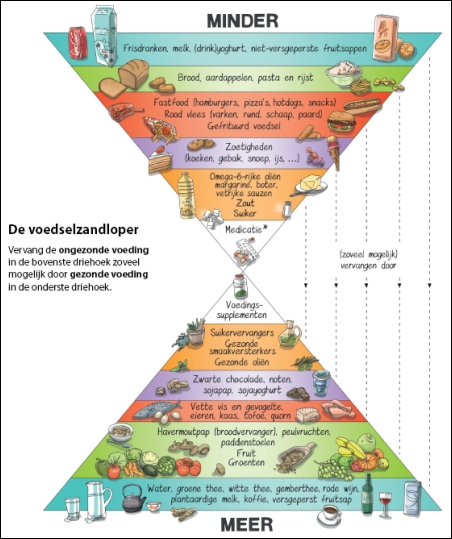 MINDER
Frisdranken, melk, (drink)yoghurt, niet-versgeperste fruitsappen
Brood, aardappelen, pasta en rijst
Fastfood (hamburgers, pizza's, hotdogs, snacks)
Rood vlees (varken, rund, schaap, paard)
Gefrituurd voedsel
Zoetigheden
(koeken, gebak, snoep, ijs, ...)
Omega-6-rijke oliën
margarine, boter,
vetrijke sauzen
Zout
Suiker
Medicatie*
De voedselzandloper
Vervang de ongezonde voeding
in de bovenste driehoek zoveel
mogelijk door gezonde voeding
in de onderste driehoek.
(zoveel mogelijk)
vervangen door
Voedings-
supplementen
Suikervervangers
Gezonde
smaakversterkers
Gezonde oliën
Zwarte chocolade, noten,
sojapap, sojayoghurt
Vette vis en gevogelte,
eieren, kaas, tofoe, quorn
Havermoutpap (broodvervanger), peulvruchten,
paddenstoelen
Fruit
Groenten
Water, groene thee, witte thee, gemberthee, rode wijn,
plantaardige melk, koffie, versgeperst fruitsap
MEER